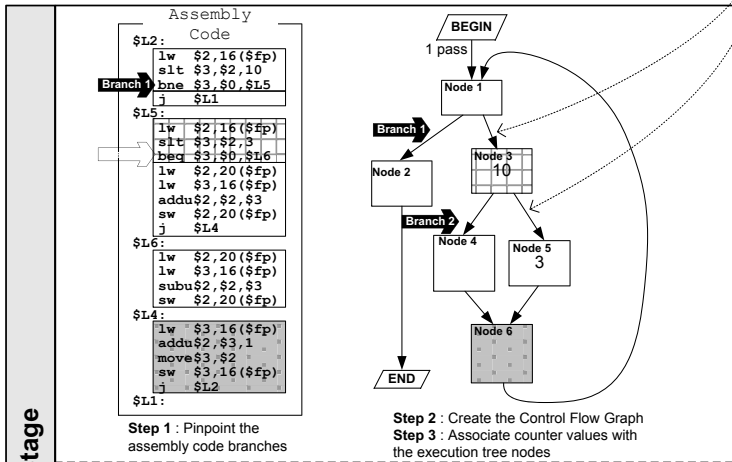 Assembly
Code
$L2:
lw $2,16($fp)
slt $3,$2,10
Branch 1
bne $3,$0,$L5
j $L1
$L5:
lw $2,16($fp)
slt $3,$2,3
beq $3,$0,$L6
lw $2,20($fp)
lw $3,16($fp)
addu$2,$2,$3
sw $2,20($fp)
j $L4
$L6:
lw $2,20($fp)
lw $3,16($fp)
subu$2,$2,$3
sw $2,20($fp)
$L4:
lw $3,16($fp)
addu$2,$3,1
move$3,$2
sw $3,16($fp)
j $L2
$L1:
Step 1 : Pinpoint the
assembly code branches
BEGIN
1 pass
Node 1
Branch 1
Node 2
Node 3
10
Branch 2
Node 4
Node 5
3
Node 6
END
Step 2 : Create the Control Flow Graph
Step 3 : Associate counter values with
the execution tree nodes
tage